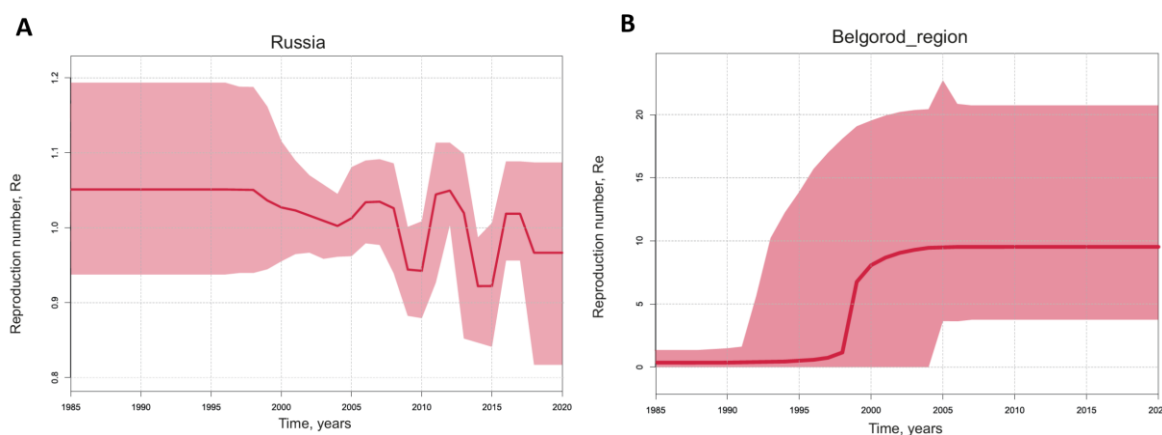 A
Russia
Reproduction number, Re
1.2
1.1
1.0
0.9
0.8
1985 1990 1995 2000 2005 2010 2015 2020
Time, years
B
Belgorod_region
Reproduction number, Re
20
15
10
5
0
1985 1990 1995 2000 2005 2010 2015 202
Time, years